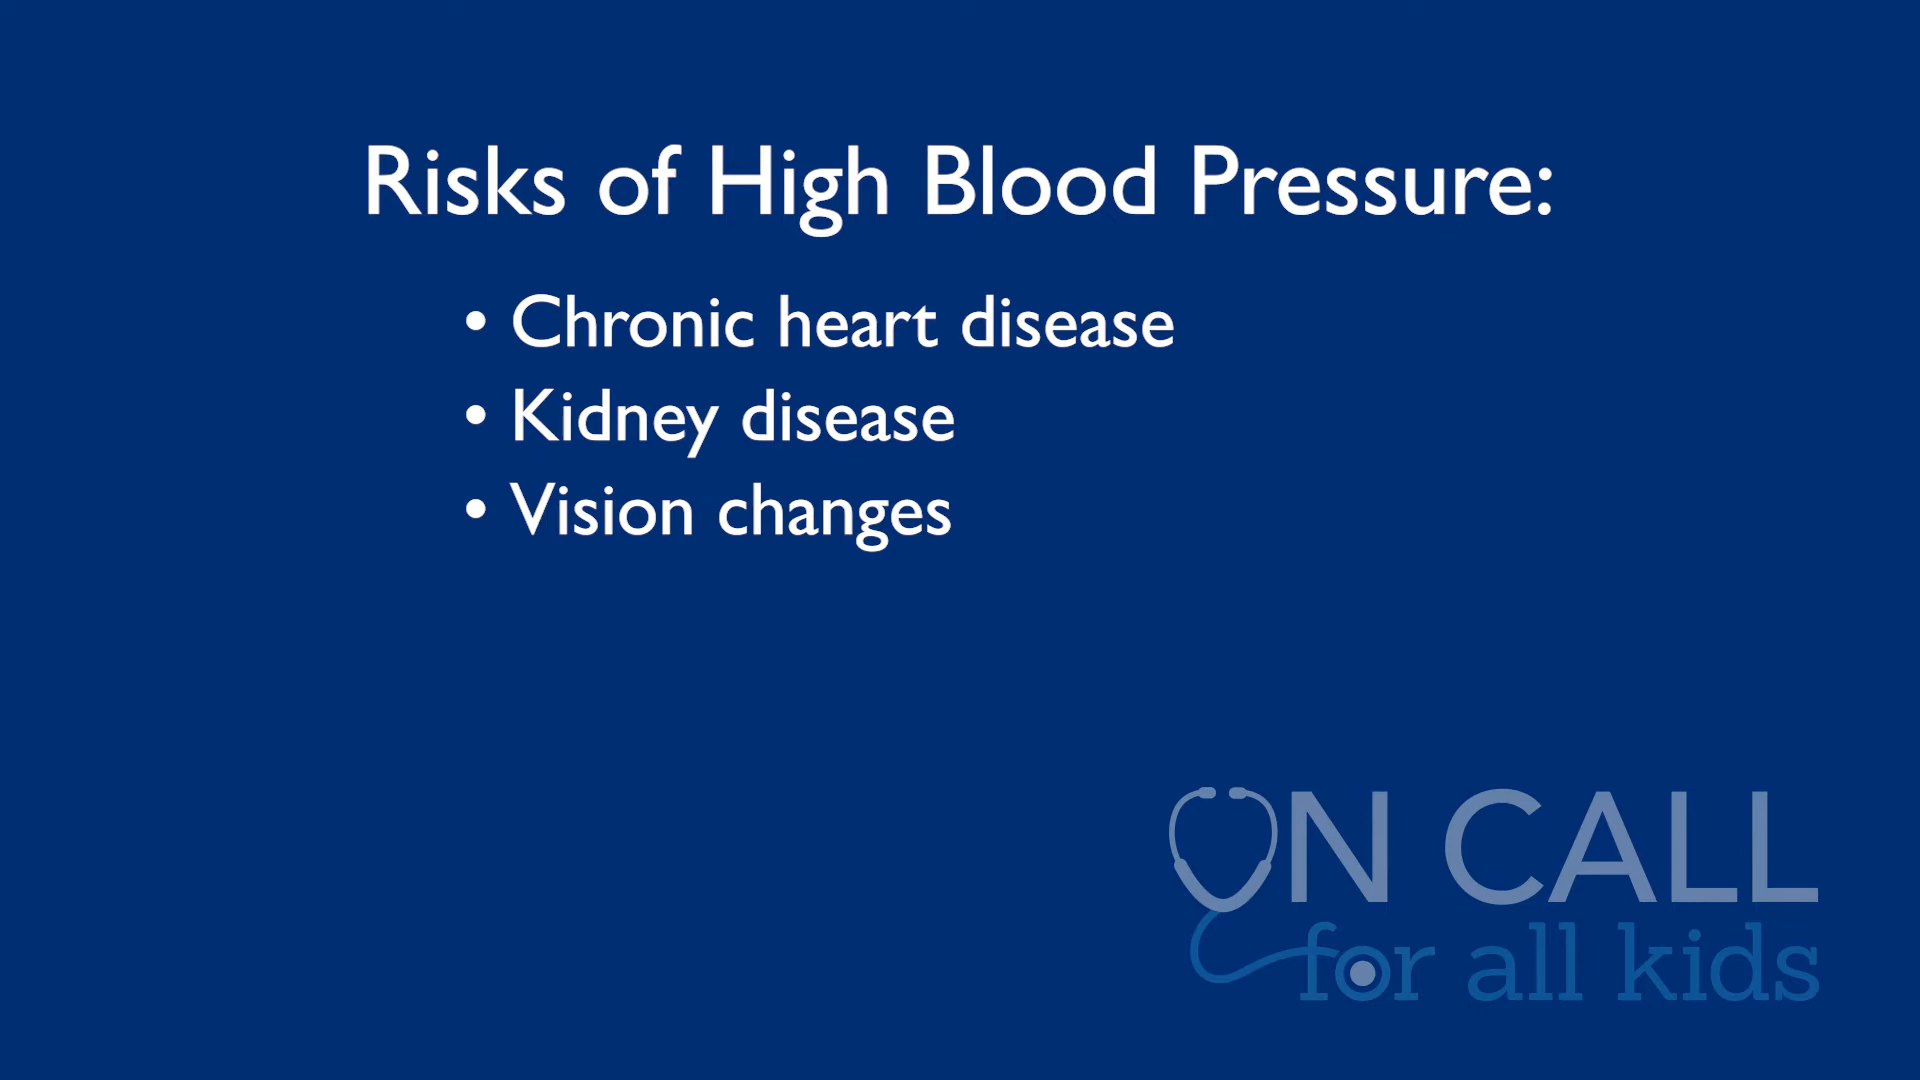 Risks of High Blood Pressure:
• Chronic heart disease
• Kidney disease
• Vision changes
ON CALL
for all kids